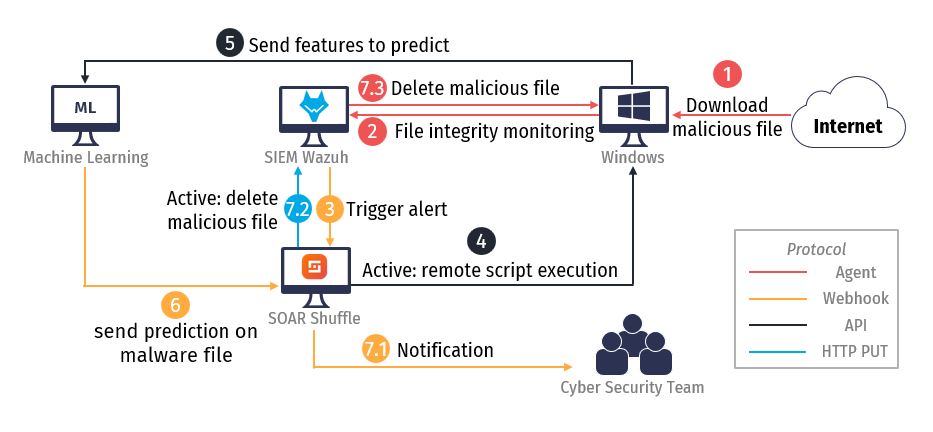 5 Send features to predict
1
Download
malicious file
Internet
ML
Machine Learning
7.3 Delete malicious file
2 File integrity monitoring
SIEM Wazuh
Windows
Active: delete
malicious file
7.2
3 Trigger alert
4
Active: remote script execution
SOAR Shuffle
6
send prediction on
malware file
7.1 Notification
Cyber Security Team
Protocol
Agent
Webhook
API
HTTP PUT